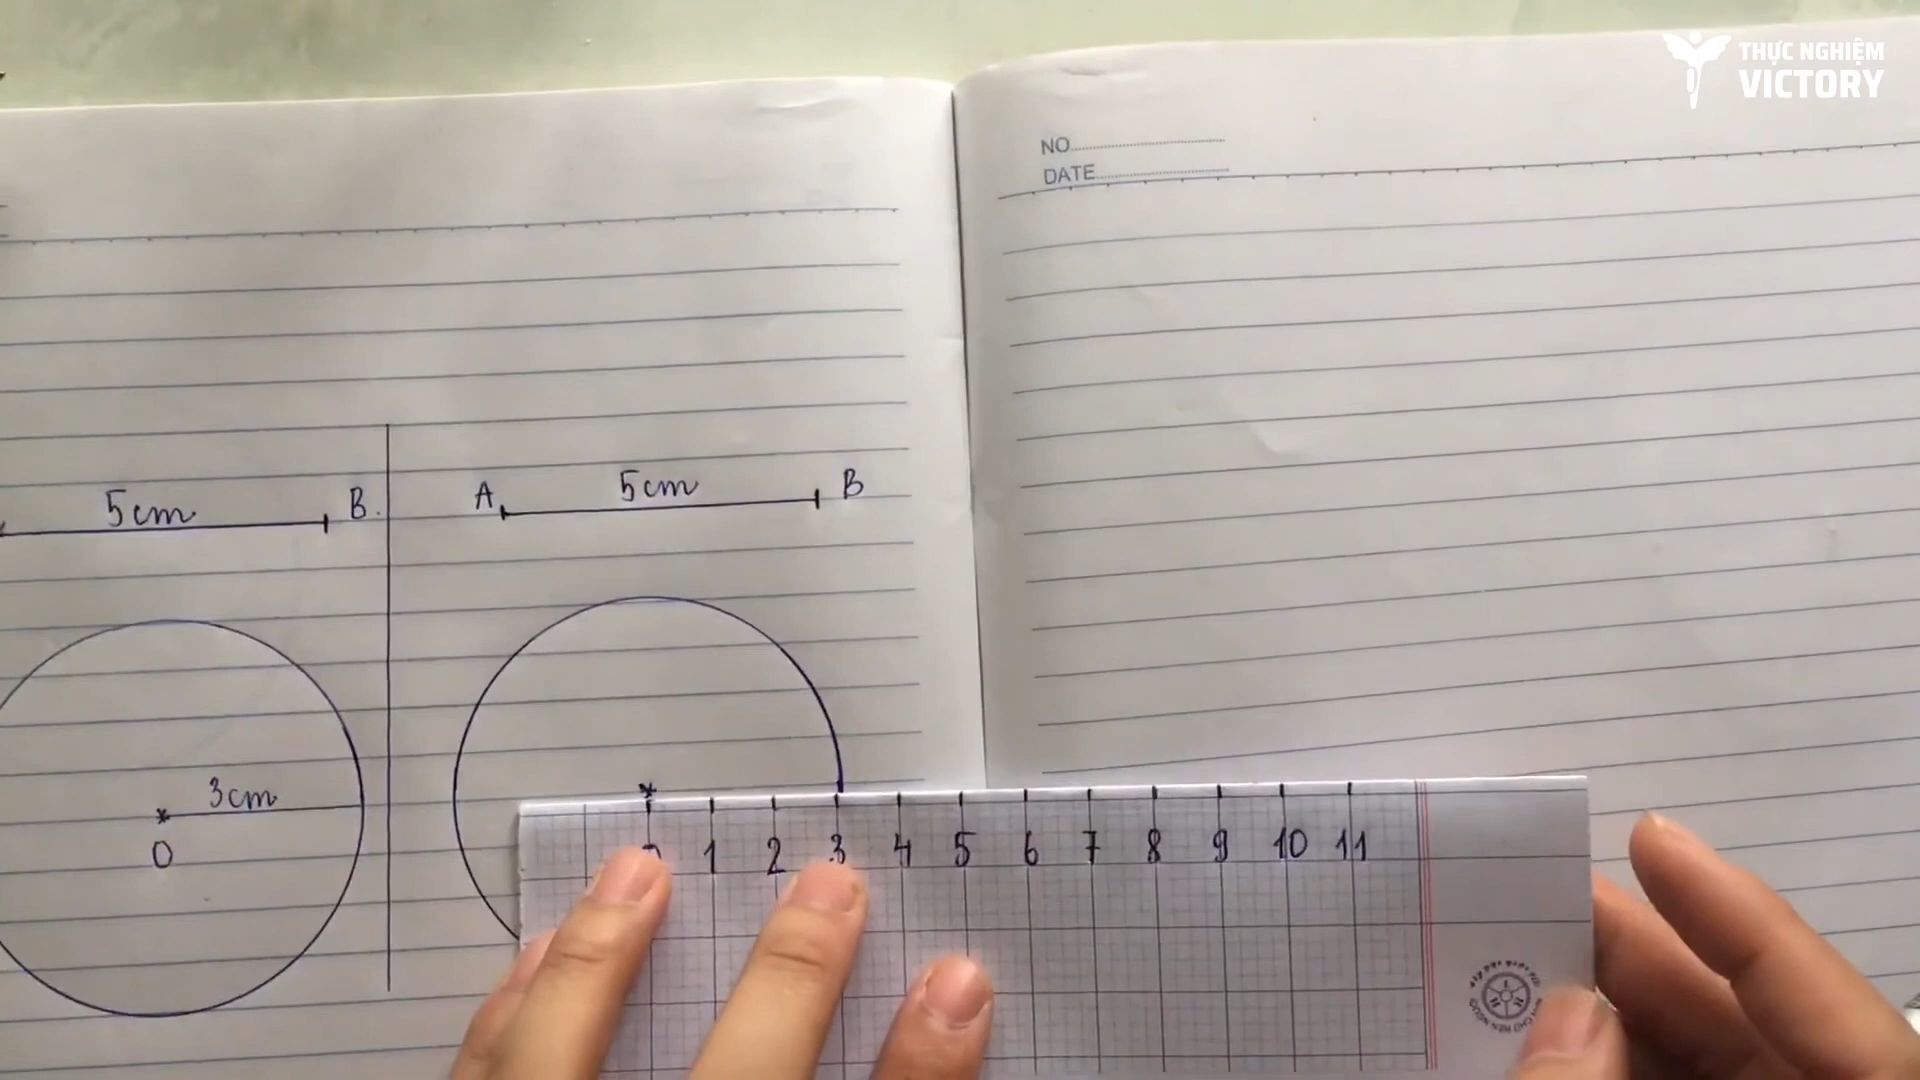 THỰC NGHIỆM
VICTORY
NO
DATE
5cm B.
A 5cm B
3cm
O
1 2 3 4 5 6 7 8 9 10 11